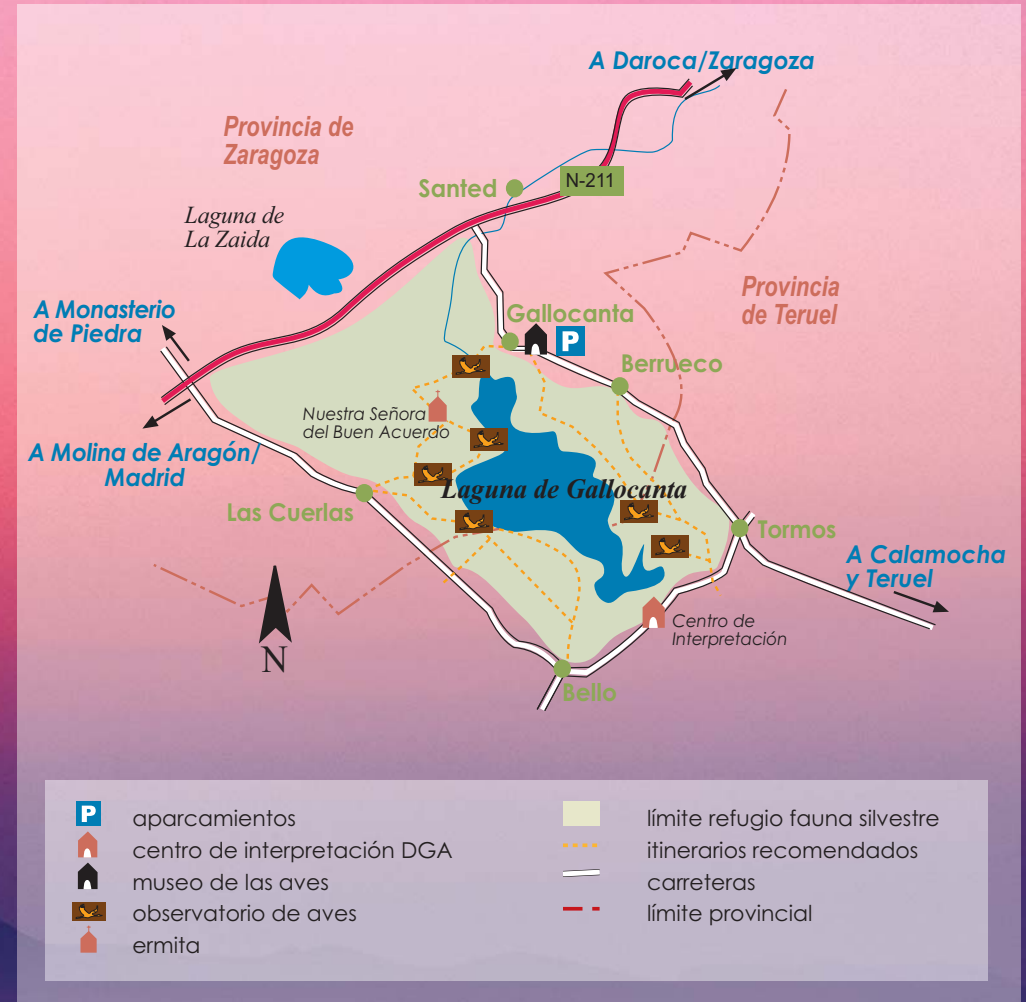 A Daroca/Zaragoza
Provincia de
Zaragoza
N-211
Santed
Laguna de
La Zaida
Provincia
de Teruel
A Monasterio
de Piedra
Gallocanta
P
Berrueco
Nuestra Señora
del Buen Acuerdo
A Molina de Aragón/
Madrid
Laguna de Gallocanta
Las Cuerlas
Tormos
A Calamocha
y Teruel
Centro de
Interpretación
N
Bello
P aparcamientos
centro de interpretación DGA
museo de las aves
observatorio de aves
ermita
límite refugio fauna silvestre
itinerarios recomendados
carreteras
límite provincial